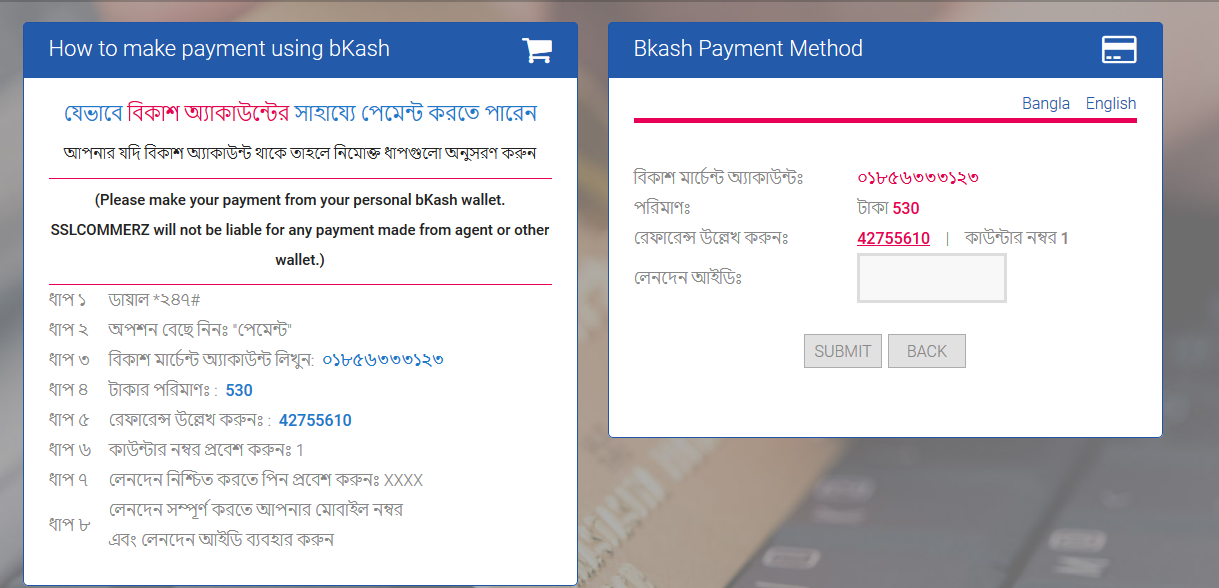 How to make payment using bKash
যেভাবে বিকাশ অ্যাকাউন্টের সাহায্যে পেমেন্ট করতে পারেন
আপনার যদি বিকাশ অ্যাকাউন্ট থাকে তাহলে নিমোক্ত ধাপগুলো অনুসরণ করুন
(Please make your payment from your personal bKash wallet.
SSLCOMMERZ will not be liable for any payment made from agent or other
wallet.)
ধাপ ১ ডায়াল *২৪৭#
ধাপ ২ অপশন বেছে নিনঃ "পেমেন্ট"
ধাপ ৩ বিকাশ মার্চেন্ট অ্যাকাউন্ট লিখুন: ০১৮৫৬৩৩৩১২৩
ধাপ ৪ টাকার পরিমাণঃ : 530
ধাপ ৫ রেফারেন্স উল্লেখ করুনঃ : 42755610
ধাপ ৬ কাউন্টার নম্বর প্রবেশ করুনঃ 1
ধাপ ৭ লেনদেন নিশ্চিত করতে পিন প্রবেশ করুনঃ XXXX
ধাপ ৮ লেনদেন সম্পূর্ণ করতে আপনার মোবাইল নম্বর
এবং লেনদেন আইডি ব্যবহার করুন
Bkash Payment Method
Bangla English
বিকাশ মার্চেন্ট অ্যাকাউন্টঃ ০১৮৫৬৩৩৩১২৩
পরিমাণঃ টাকা 530
রেফারেন্স উল্লেখ করুনঃ 42755610 | কাউন্টার নম্বর 1
লেনদেন আইডিঃ
SUBMIT BACK